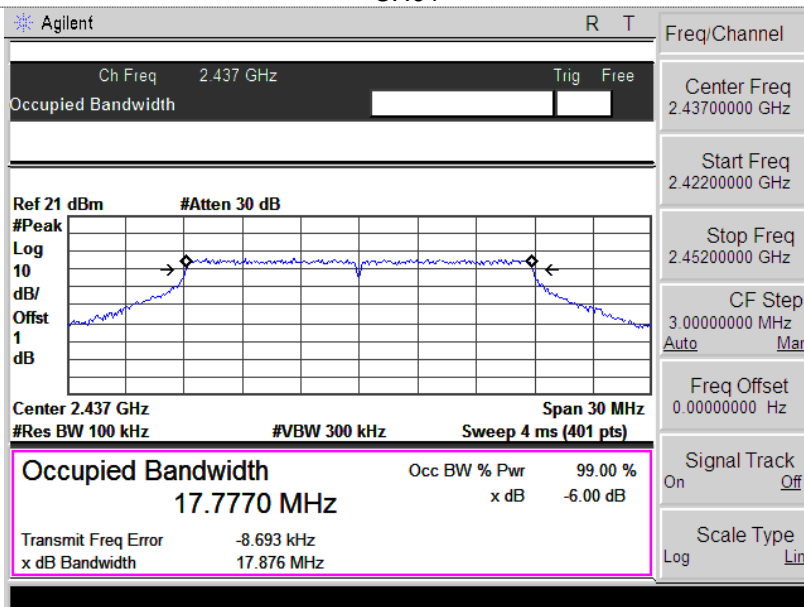 Agilent
R T
Ch Freq 2.437 GHz Trig Free
Occupied Bandwidth
Ref 21 dBm #Atten 30 dB
#Peak
Log
10
dB/
Offst
1
dB
Center 2.437 GHz Span 30 MHz
#Res BW 100 kHz #VBW 300 kHz Sweep 4 ms (401 pts)
Occupied Bandwidth
17.7770 MHz
Occ BW % Pwr 99.00 %
x dB -6.00 dB
Transmit Freq Error -8.693 kHz
x dB Bandwidth 17.876 MHz
Freq/Channel
Center Freq
2.43700000 GHz
Start Freq
2.42200000 GHz
Stop Freq
2.45200000 GHz
CF Step
3.00000000 MHz
Auto Man
Freq Offset
0.00000000 Hz
Signal Track
On Off
Scale Type
Log Lin